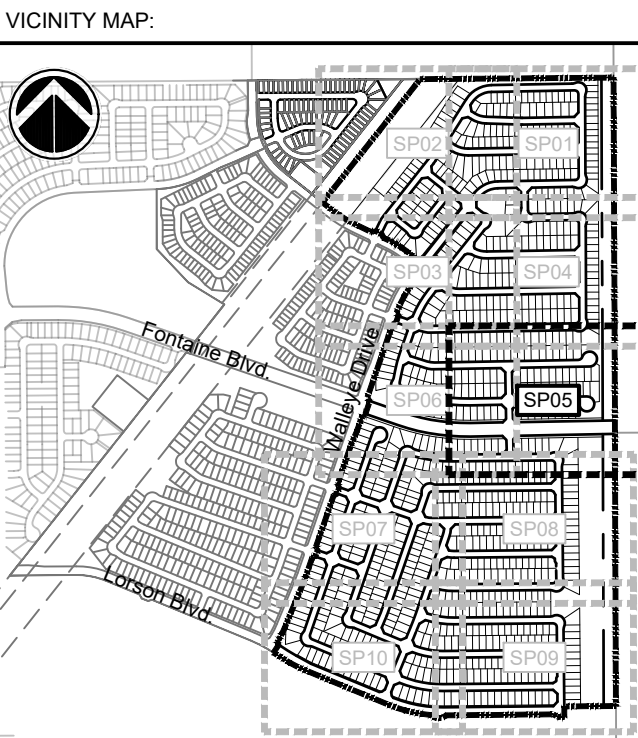 VICINITY MAP:
SP02
SP01
SP03
SP04
Fontaine Blvd.
Walleye Drive
SP06
SP05
SP07
SP08
Lorson Blvd.
SP10
SP09